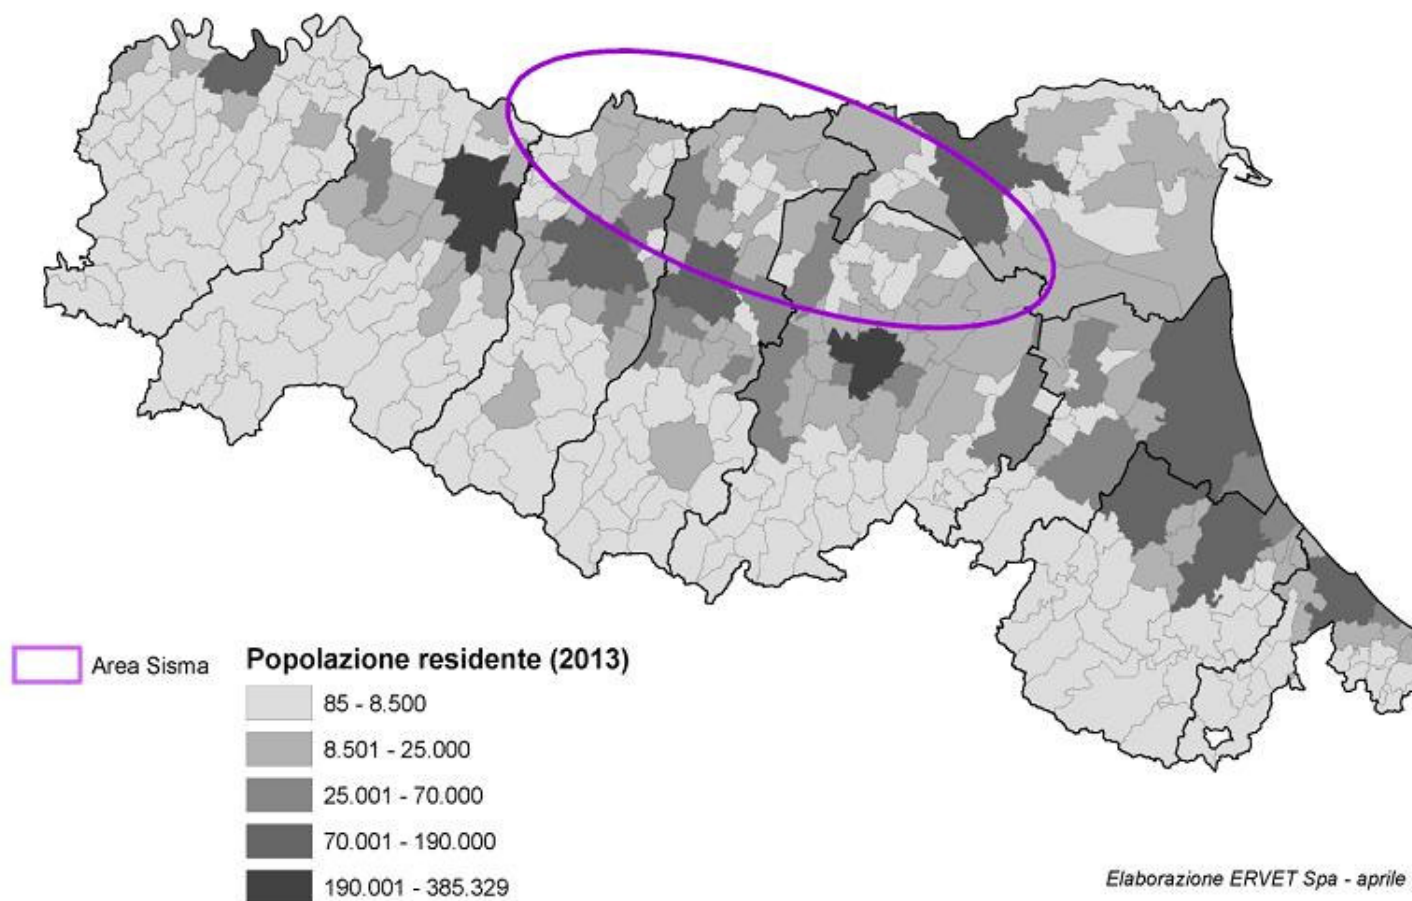 Area Sisma
Popolazione residente (2013)
85 - 8.500
8.501 - 25.000
25.001 - 70.000
70.001 - 190.000
190.001 - 385.329
Elaborazione ERVET Spa - aprile